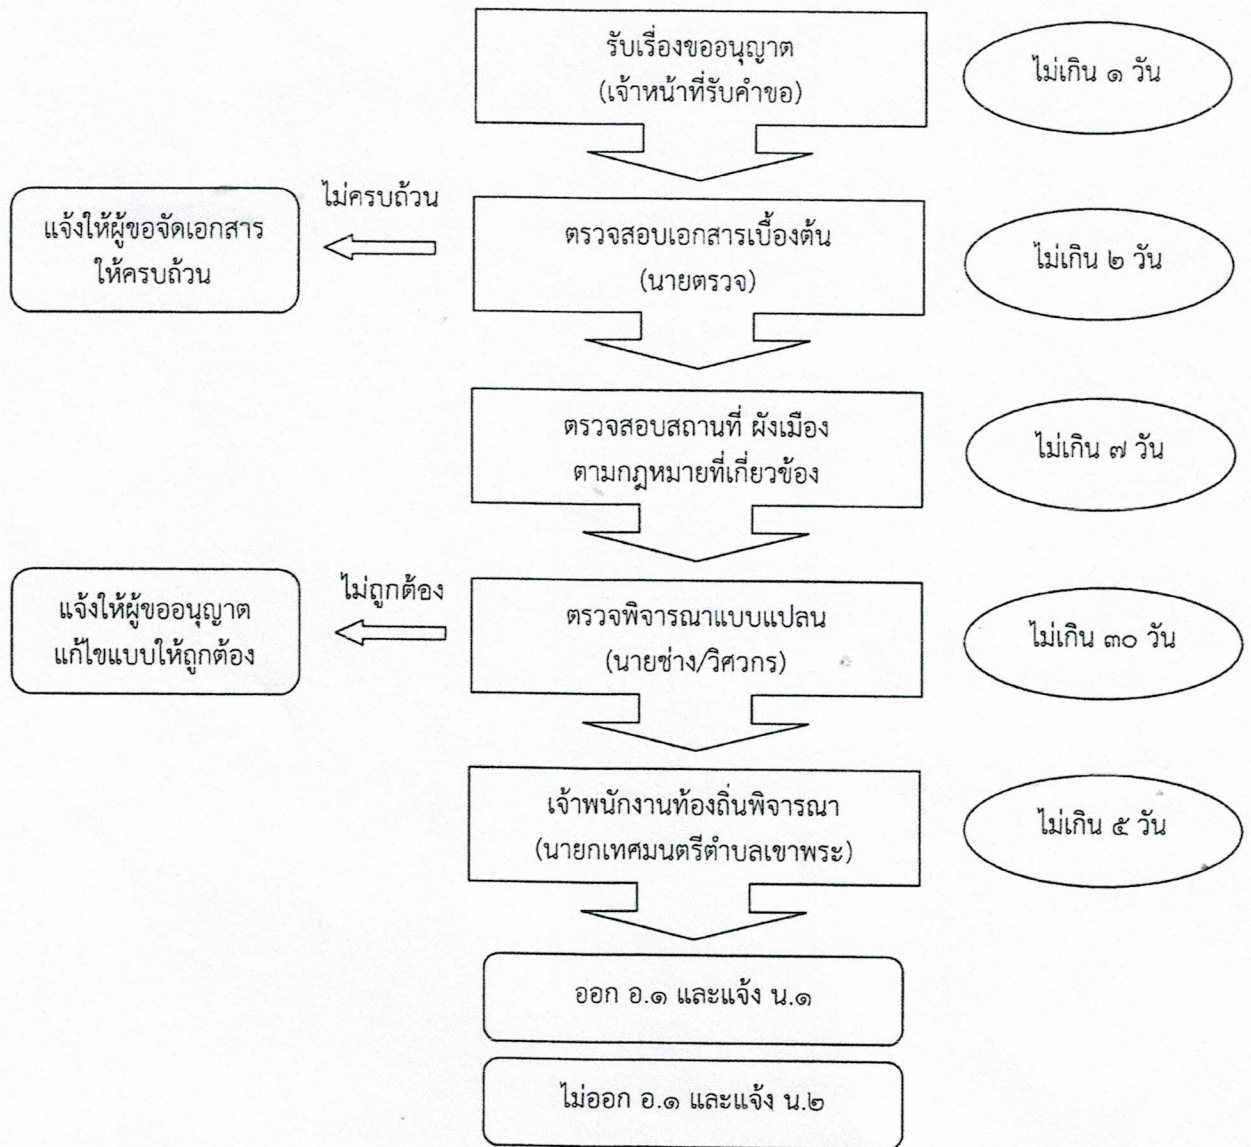 รับเรื่องขออนุญาต
(เจ้าหน้าที่รับคำขอ)
ไม่เกิน ๑ วัน
แจ้งให้ผู้ขอจัดเอกสาร
ให้ครบถ้วน
ไม่ครบถ้วน
ตรวจสอบเอกสารเบื้องต้น
(นายตรวจ)
ไม่เกิน ๒ วัน
ตรวจสอบสถานที่ ผังเมือง
ตามกฎหมายที่เกี่ยวข้อง
ไม่เกิน ๗ วัน
แจ้งให้ผู้ขออนุญาต
แก้ไขแบบให้ถูกต้อง
ไม่ถูกต้อง
ตรวจพิจารณาแบบแปลน
(นายช่าง/วิศวกร)
ไม่เกิน ๓๐ วัน
เจ้าพนักงานท้องถิ่นพิจารณา
(นายกเทศมนตรีตำบลเขาพระ)
ไม่เกิน ๕ วัน
ออก อ.๑ และแจ้ง น.๑
ไม่ออก อ.๑ และแจ้ง น.๒